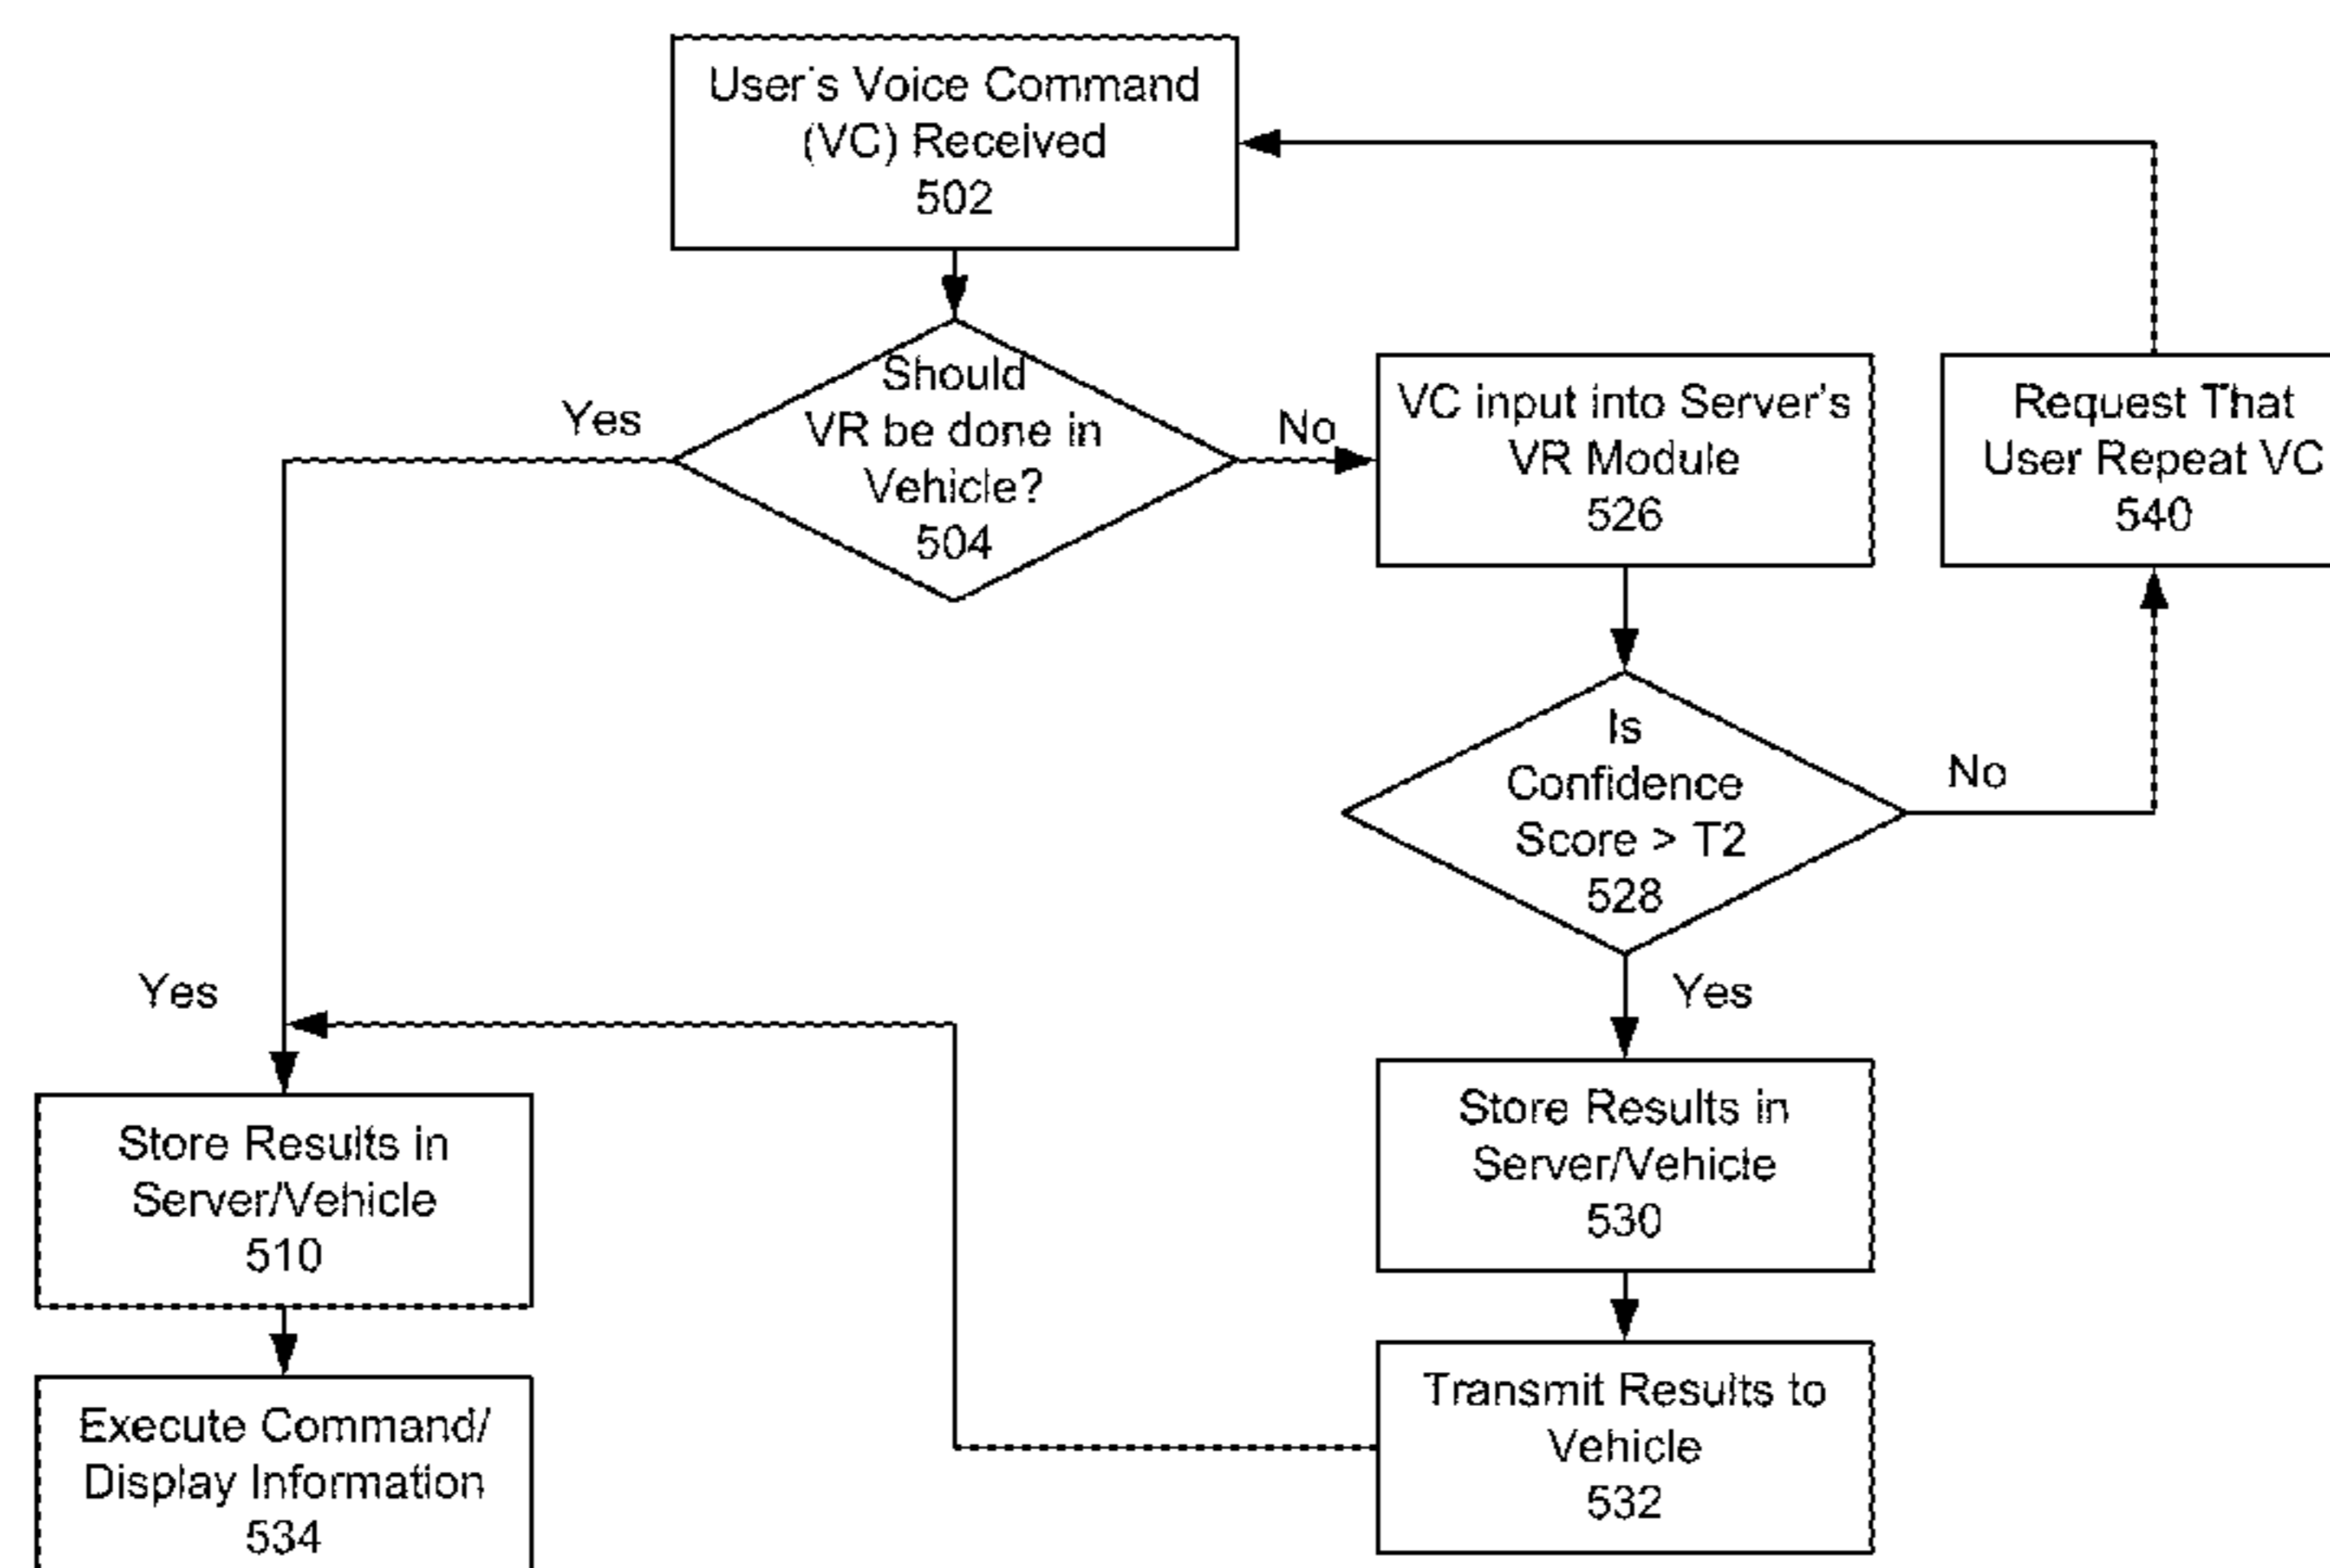 User's Voice Command
(VC) Received
502
Should
VR be done in
Vehicle?
504
Yes
No
VC input into Server's
VR Module
526
Request That
User Repeat VC
540
Is
Confidence
Score > T2
528
No
Yes
Yes
Store Results in
Server/Vehicle
510
Store Results in
Server/Vehicle
530
Execute Command/
Display Information
534
Transmit Results to
Vehicle
532